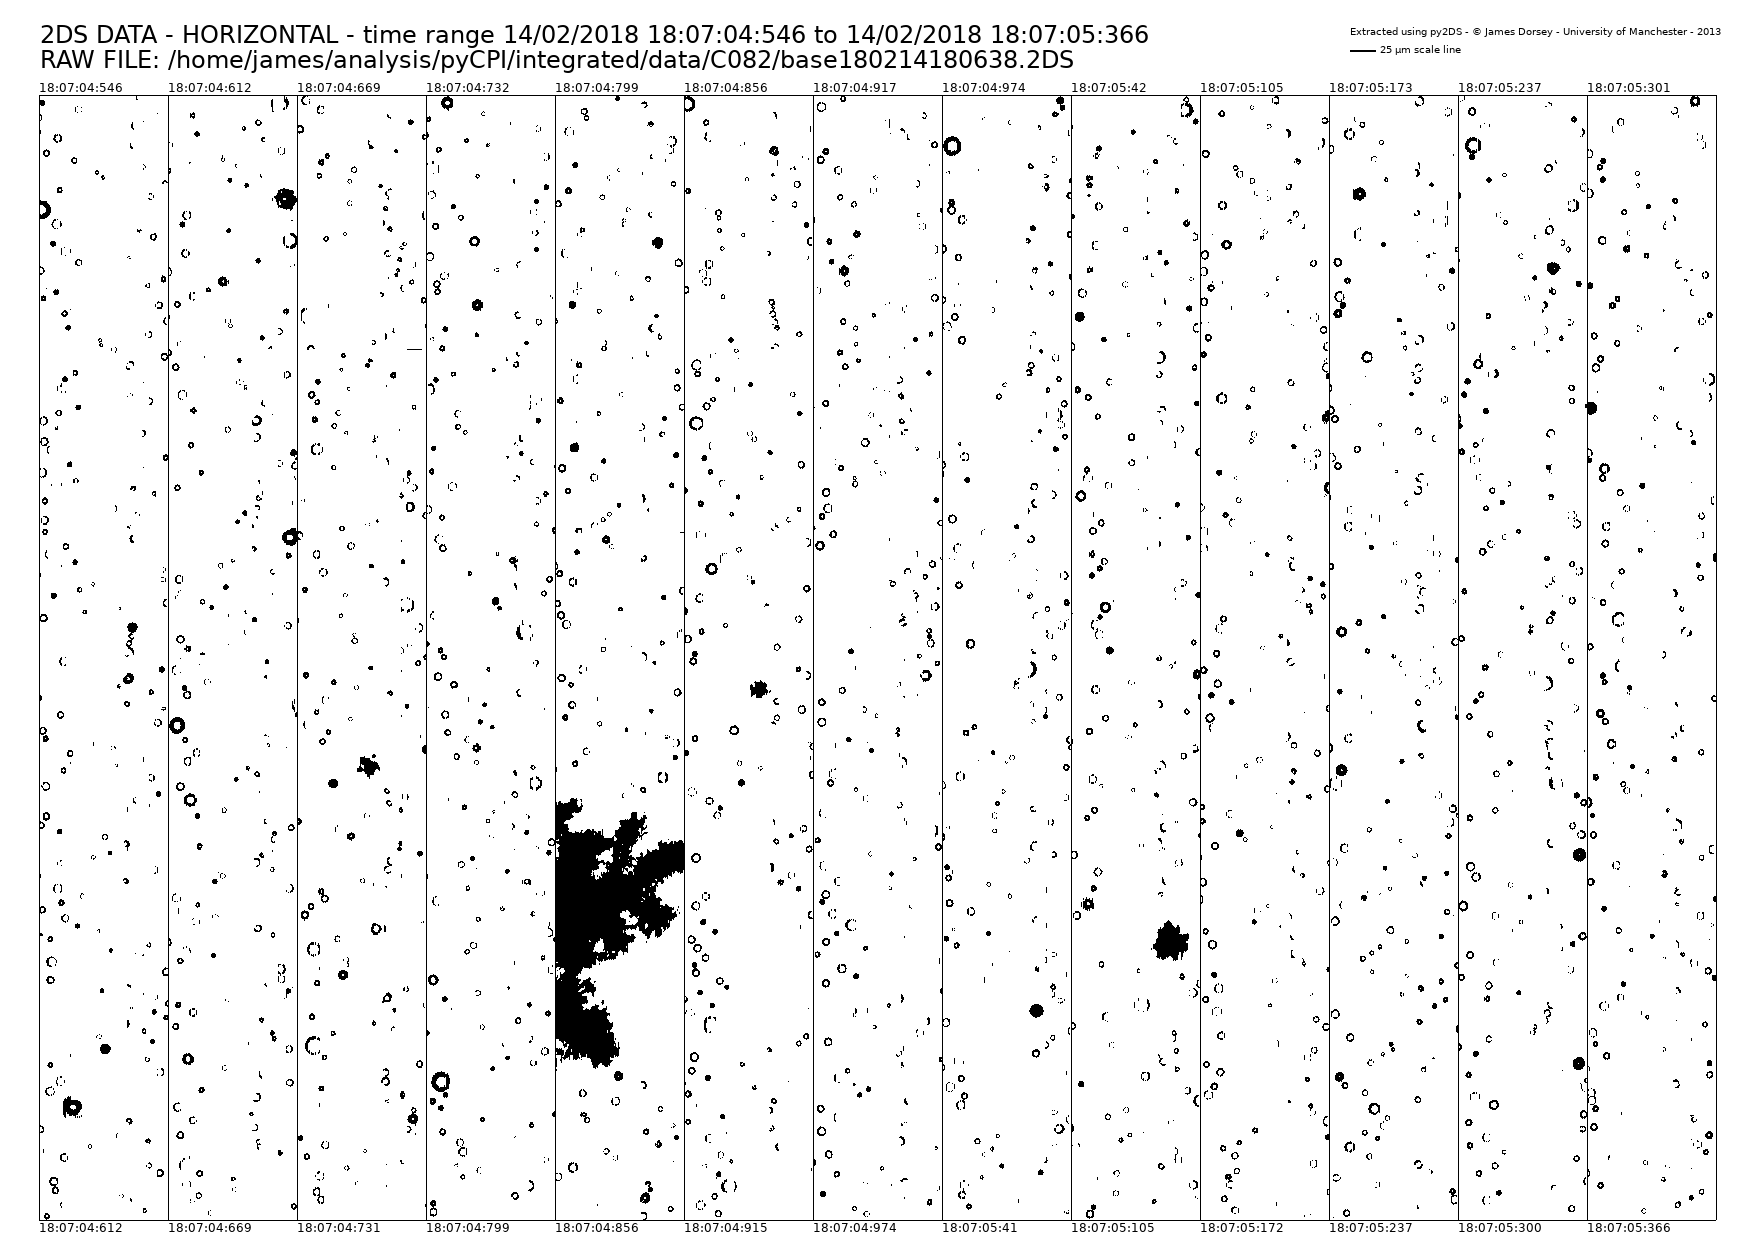 2DS DATA - HORIZONTAL - time range 14/02/2018 18:07:04:546 to 14/02/2018 18:07:05:366
RAW FILE: /home/james/analysis/pyCPI/integrated/data/C082/base180214180638.2DS
Extracted using py2DS - © James Dorsey - University of Manchester - 2013
25 µm scale line
18:07:04:546 18:07:04:612 18:07:04:669 18:07:04:732 18:07:04:799 18:07:04:856 18:07:04:917 18:07:04:974 18:07:05:42 18:07:05:105 18:07:05:173 18:07:05:237 18:07:05:301
18:07:04:612 18:07:04:669 18:07:04:731 18:07:04:799 18:07:04:856 18:07:04:915 18:07:04:974 18:07:05:41 18:07:05:105 18:07:05:172 18:07:05:237 18:07:05:300 18:07:05:366